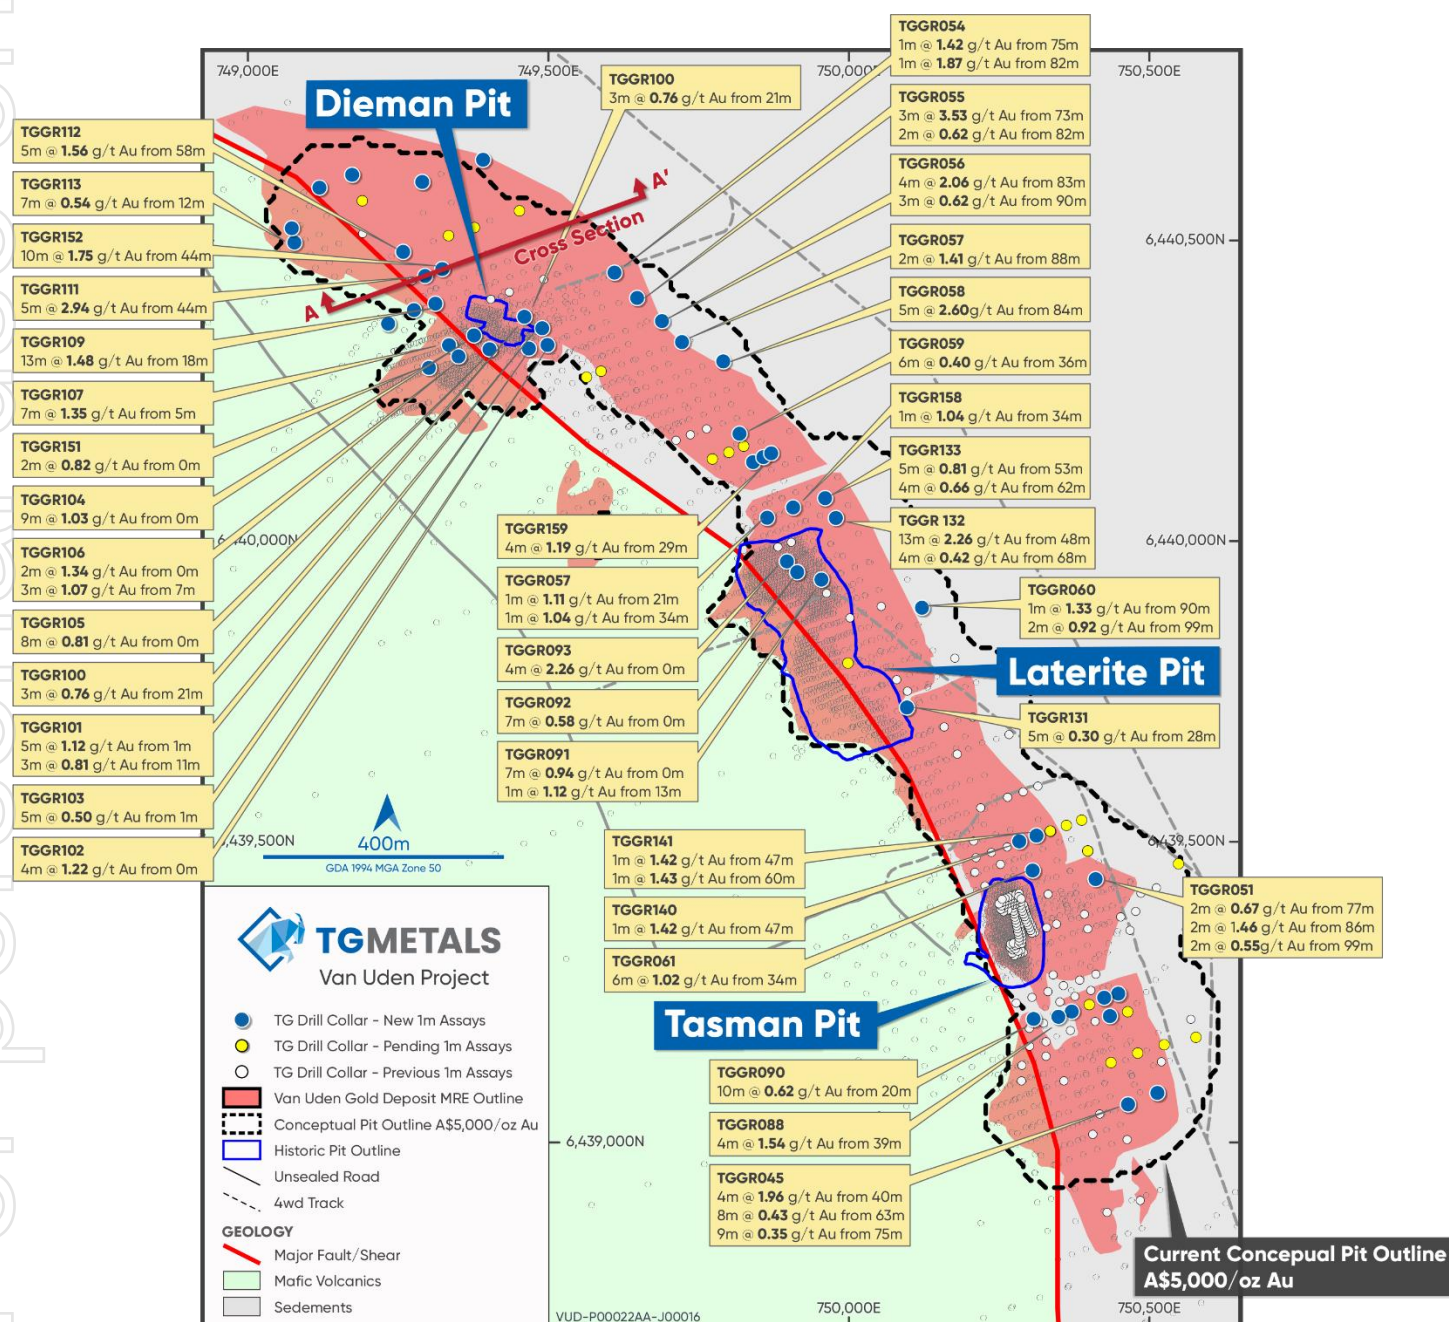 749,000E
749,500E
750,000E
750,500E
Dieman Pit
TGGR100
3m @ 0.76 g/t Au from 21m
TGGR054
1m @ 1.42 g/t Au from 75m
1m @ 1.87 g/t Au from 82m
TGGR055
3m @ 3.53 g/t Au from 73m
2m @ 0.62 g/t Au from 82m
TGGR056
4m @ 2.06 g/t Au from 83m
3m @ 0.62 g/t Au from 90m
TGGR057
2m @ 1.41 g/t Au from 88m
TGGR058
5m @ 2.60g/t Au from 84m
TGGR059
6m @ 0.40 g/t Au from 36m
TGGR158
1m @ 1.04 g/t Au from 34m
TGGR133
5m @ 0.81 g/t Au from 53m
4m @ 0.66 g/t Au from 62m
TGGR 132
13m @ 2.26 g/t Au from 48m
4m @ 0.42 g/t Au from 68m
TGGR060
1m @ 1.33 g/t Au from 90m
2m @ 0.92 g/t Au from 99m
Laterite Pit
TGGR131
5m @ 0.30 g/t Au from 28m
TGGR051
2m @ 0.67 g/t Au from 77m
2m @ 1.46 g/t Au from 86m
2m @ 0.55g/t Au from 99m
6,440,500N
6,440,000N
6,439,500N
TGGR112
5m @ 1.56 g/t Au from 58m
TGGR113
7m @ 0.54 g/t Au from 12m
TGGR152
10m @ 1.75 g/t Au from 44m
TGGR111
5m @ 2.94 g/t Au from 44m
TGGR109
13m @ 1.48 g/t Au from 18m
TGGR107
7m @ 1.35 g/t Au from 5m
TGGR151
2m @ 0.82 g/t Au from 0m
TGGR104
9m @ 1.03 g/t Au from 0m
TGGR106
2m @ 1.34 g/t Au from 0m
3m @ 1.07 g/t Au from 7m
TGGR105
8m @ 0.81 g/t Au from 0m
TGGR100
3m @ 0.76 g/t Au from 21m
TGGR101
5m @ 1.12 g/t Au from 1m
3m @ 0.81 g/t Au from 11m
TGGR103
5m @ 0.50 g/t Au from 1m
TGGR102
4m @ 1.22 g/t Au from 0m
A
Cross Section
A'
TGGR159
4m @ 1.19 g/t Au from 29m
TGGR057
1m @ 1.11 g/t Au from 21m
1m @ 1.04 g/t Au from 34m
TGGR093
4m @ 2.26 g/t Au from 0m
TGGR092
7m @ 0.58 g/t Au from 0m
TGGR091
7m @ 0.94 g/t Au from 0m
1m @ 1.12 g/t Au from 13m
TGGR141
1m @ 1.42 g/t Au from 47m
1m @ 1.43 g/t Au from 60m
TGGR140
1m @ 1.42 g/t Au from 47m
TGGR061
6m @ 1.02 g/t Au from 34m
Tasman Pit
TGGR090
10m @ 0.62 g/t Au from 20m
TGGR088
4m @ 1.54 g/t Au from 39m
TGGR045
4m @ 1.96 g/t Au from 40m
8m @ 0.43 g/t Au from 63m
9m @ 0.35 g/t Au from 75m
,439,500N
400m
GDA 1994 MGA Zone 50
TGMETALS
Van Uden Project
TG Drill Collar - New 1m Assays
TG Drill Collar - Pending 1m Assays
TG Drill Collar - Previous 1m Assays
Van Uden Gold Deposit MRE Outline
Conceptual Pit Outline A$5,000/oz Au
Historic Pit Outline
Unsealed Road
4wd Track
GEOLOGY
Major Fault/Shear
Mafic Volcanics
Sedements
6,439,000N
VUD-P00022AA-J00016
750,000E
750,500E
Current Concepual Pit Outline
A$5,000/oz Au